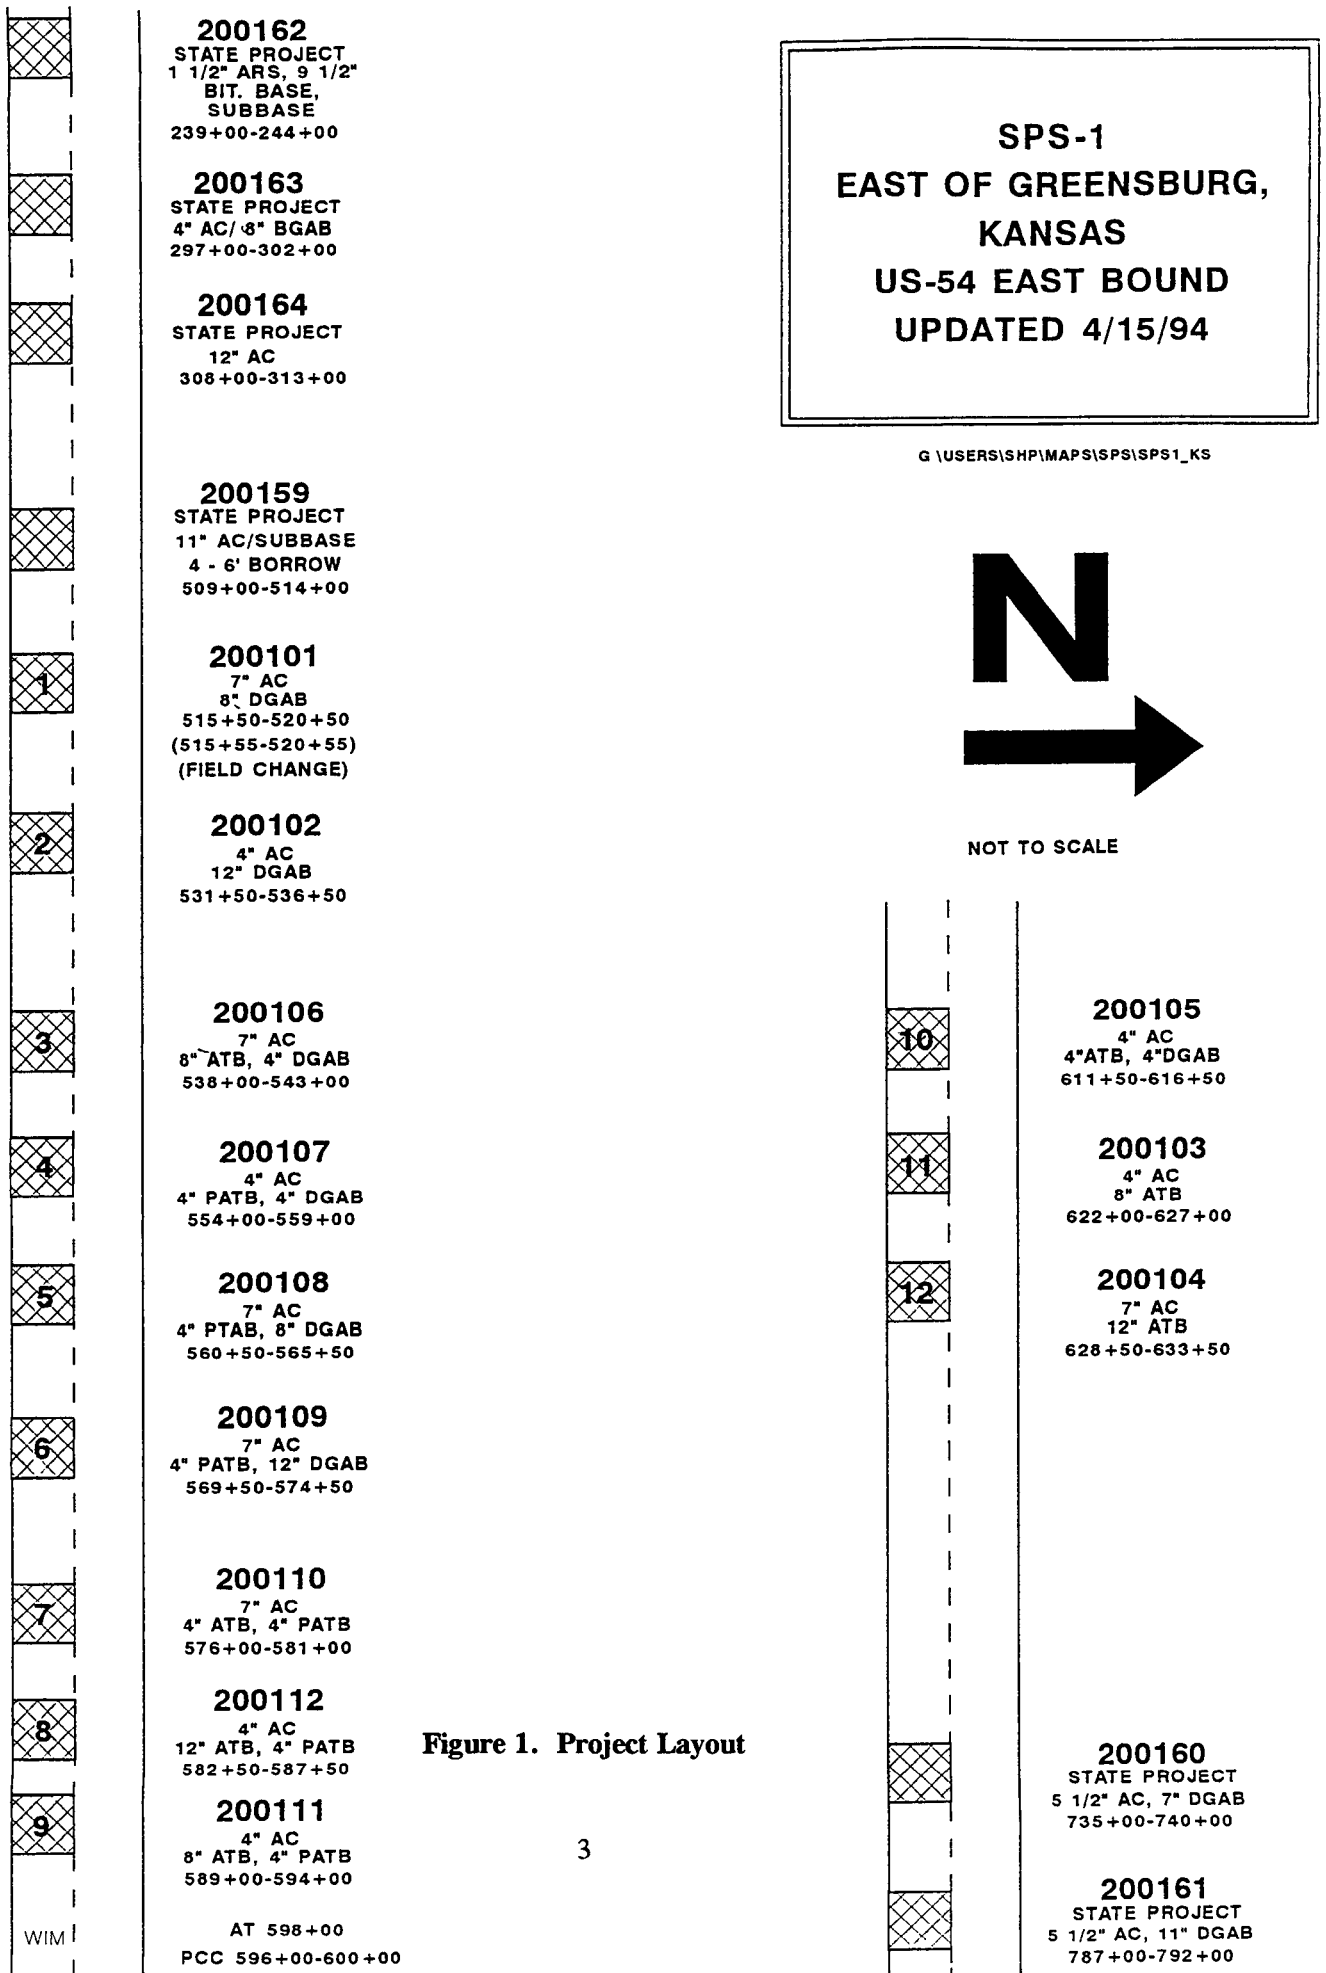 200162
STATE PROJECT
1 1/2" ARS, 9 1/2"
BIT. BASE,
SUBBASE
239+00-244+00
200163
STATE PROJECT
4" AC/ 8" BGAB
297+00-302+00
200164
STATE PROJECT
12" AC
308+00-313+00
200159
STATE PROJECT
11" AC/SUBBASE
4 - 6' BORROW
509+00-514+00
1
200101
7" AC
8" DGAB
515+50-520+50
(515+55-520+55)
(FIELD CHANGE)
2
200102
4" AC
12" DGAB
531+50-536+50
3
200106
7" AC
8" ATB, 4" DGAB
538+00-543+00
4
200107
4" AC
4" PATB, 4" DGAB
554+00-559+00
5
200108
7" AC
4" PTAB, 8" DGAB
560+50-565+50
6
200109
7" AC
4" PATB, 12" DGAB
569+50-574+50
7
200110
7" AC
4" ATB, 4" PATB
576+00-581+00
8
200112
4" AC
12" ATB, 4" PATB
582+50-587+50
9
200111
4" AC
8" ATB, 4" PATB
589+00-594+00
WIM
AT 598+00
PCC 596+00-600+00
SPS-1
EAST OF GREENSBURG,
KANSAS
US-54 EAST BOUND
UPDATED 4/15/94
G \USERS\SHP\MAPS\SPS\SPS1_KS
N
NOT TO SCALE
10
200105
4" AC
4"ATB, 4"DGAB
611+50-616+50
11
200103
4" AC
8" ATB
622+00-627+00
12
200104
7" AC
12" ATB
628+50-633+50
200160
STATE PROJECT
5 1/2" AC, 7" DGAB
735+00-740+00
200161
STATE PROJECT
5 1/2" AC, 11" DGAB
787+00-792+00
Figure 1. Project Layout
3